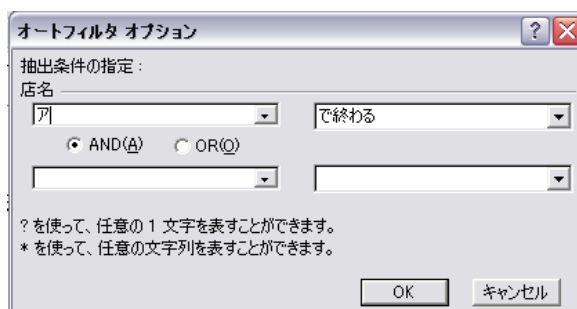 オートフィルタ オプション
抽出条件の指定：
店名
ア で終わる
AND(A) OR(O)
? を使って、任意の 1 文字を表すことができます。
* を使って、任意の文字列を表すことができます。
OK キャンセル